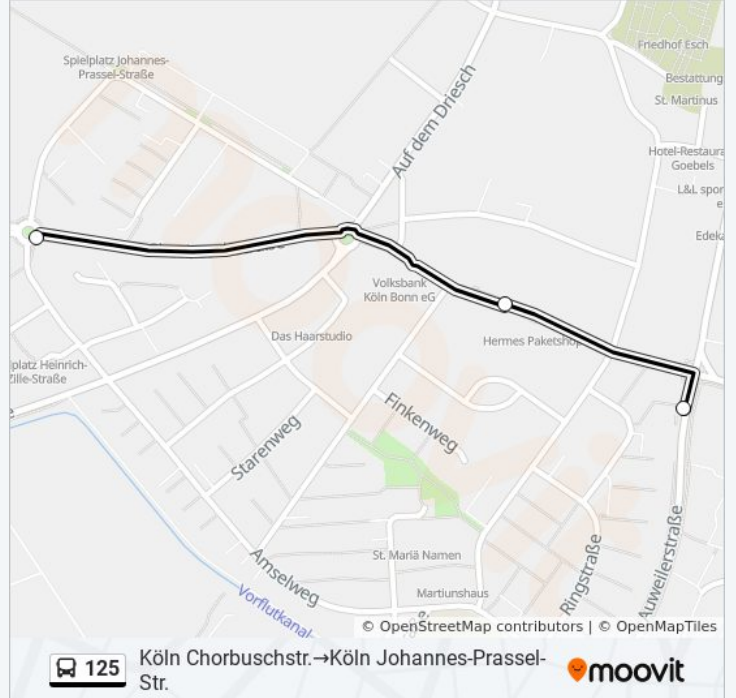 Friedhof Esch
Spielplatz Johannes-
Prassel-Straße
Bestattung
St. Martinus
Auf dem Driesch
Hotel-Restaura
Goebels
L&L spor
e
Edeka
Volksbank
Köln Bonn eG
Das Haarstudio
Hermes Paketshop
platz Heinrich-
Zille-Straße
Finkenweg
Starenweg
St. Mariä Namen
Amselweg
Martiunshaus
Ringstraße
Auweilerstraße
Vorflutkanal
© OpenStreetMap contributors | © OpenMapTiles
125
Köln Chorbuschstr.→Köln Johannes-Prassel-
Str.
moovit